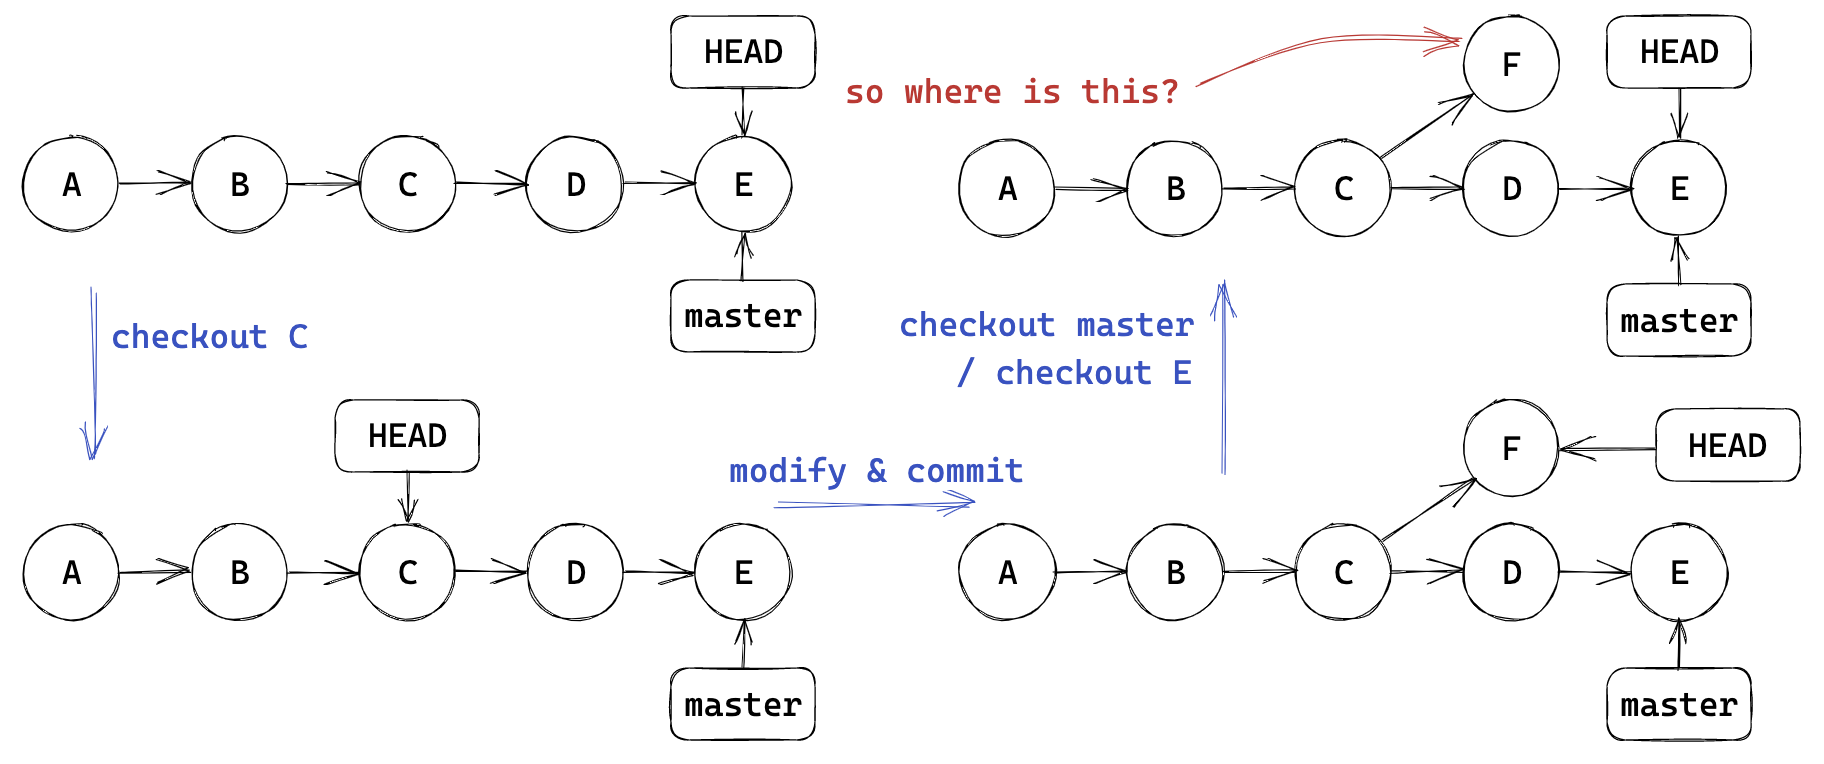 HEAD
A B C D E
master
checkout C
HEAD
A B C D E
master
modify & commit
so where is this?
F
HEAD
A B C D E
master
checkout master
/ checkout E
F
HEAD
A B C D E
master